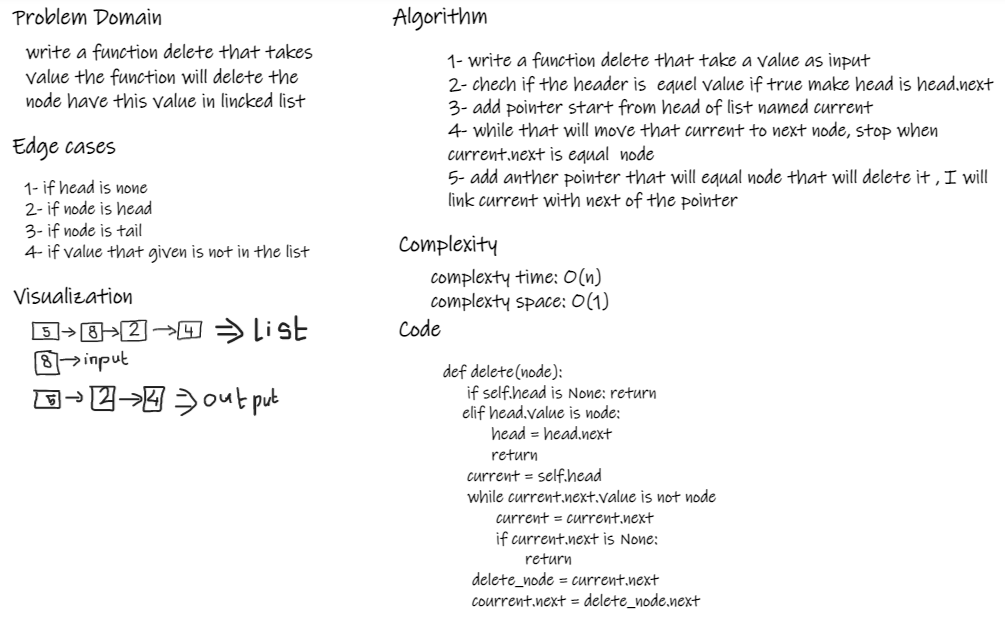 Problem Domain
write a function delete that takes
value the function will delete the
node have this value in lincked list
Edge cases
1- if head is none
2- if node is head
3- if node is tail
4- if value that given is not in the list
Visualization
5 → 8 → 2 → 4 ⇒ list
8 → input
5 → 2 → 4 ⇒ output
Algorithm
1- write a function delete that take a value as input
2- chech if the header is equel value if true make head is head.next
3- add pointer start from head of list named current
4- while that will move that current to next node, stop when
current.next is equal node
5- add anther pointer that will equal node that will delete it , I will
link current with next of the pointer
Complexity
complexty time: O(n)
complexty space: O(1)
Code
def delete(node):
if self.head is None: return
elif head.value is node:
head = head.next
return
current = self.head
while current.next.value is not node
current = current.next
if current.next is None:
return
delete_node = current.next
courrent.next = delete_node.next